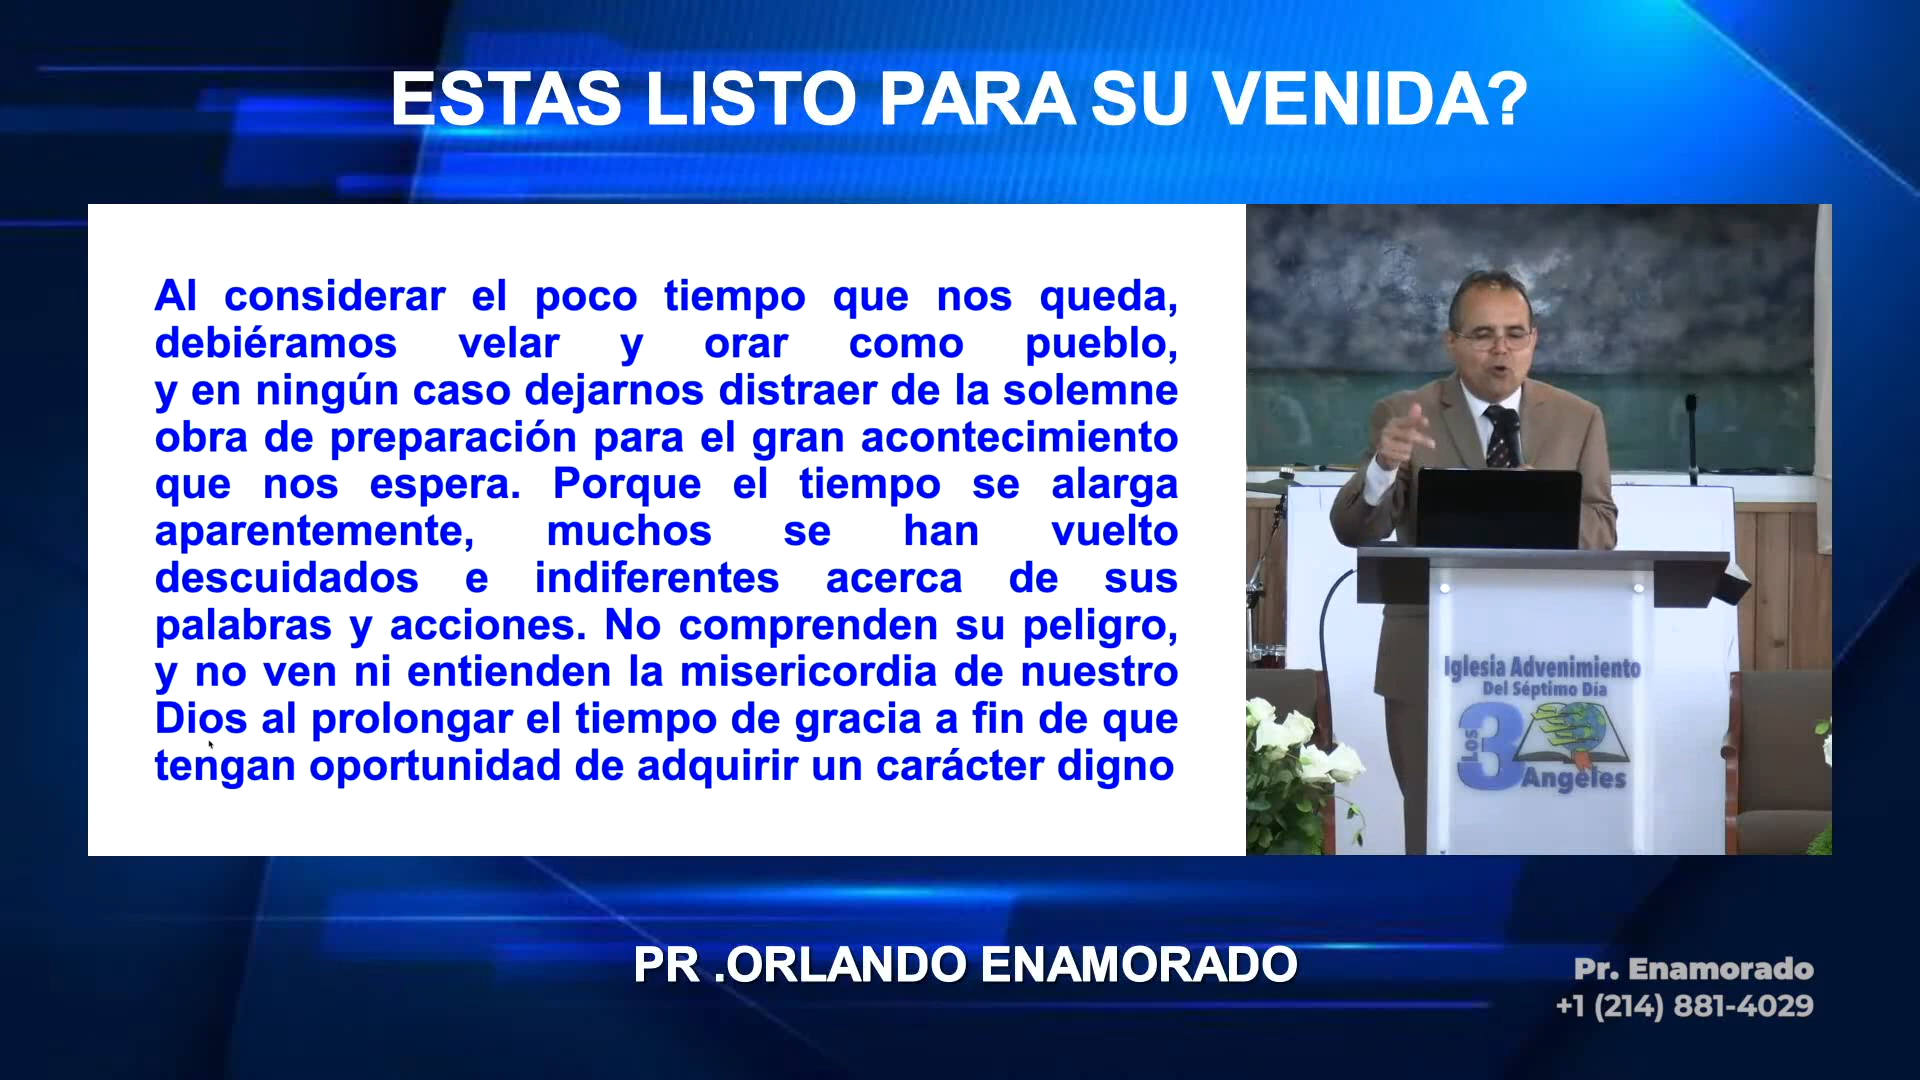 ESTAS LISTO PARA SU VENIDA?
Al considerar el poco tiempo que nos queda,
debiéramos velar y orar como pueblo,
y en ningún caso dejarnos distraer de la solemne
obra de preparación para el gran acontecimiento
que nos espera. Porque el tiempo se alarga
aparentemente, muchos se han vuelto
descuidados e indiferentes acerca de sus
palabras y acciones. No comprenden su peligro,
y no ven ni entienden la misericordia de nuestro
Dios al prolongar el tiempo de gracia a fin de que
tengan oportunidad de adquirir un carácter digno
Iglesia Advenimiento
Del Séptimo Día
Los 3
Angeles
PR .ORLANDO ENAMORADO
Pr. Enamorado
+1 (214) 881-4029